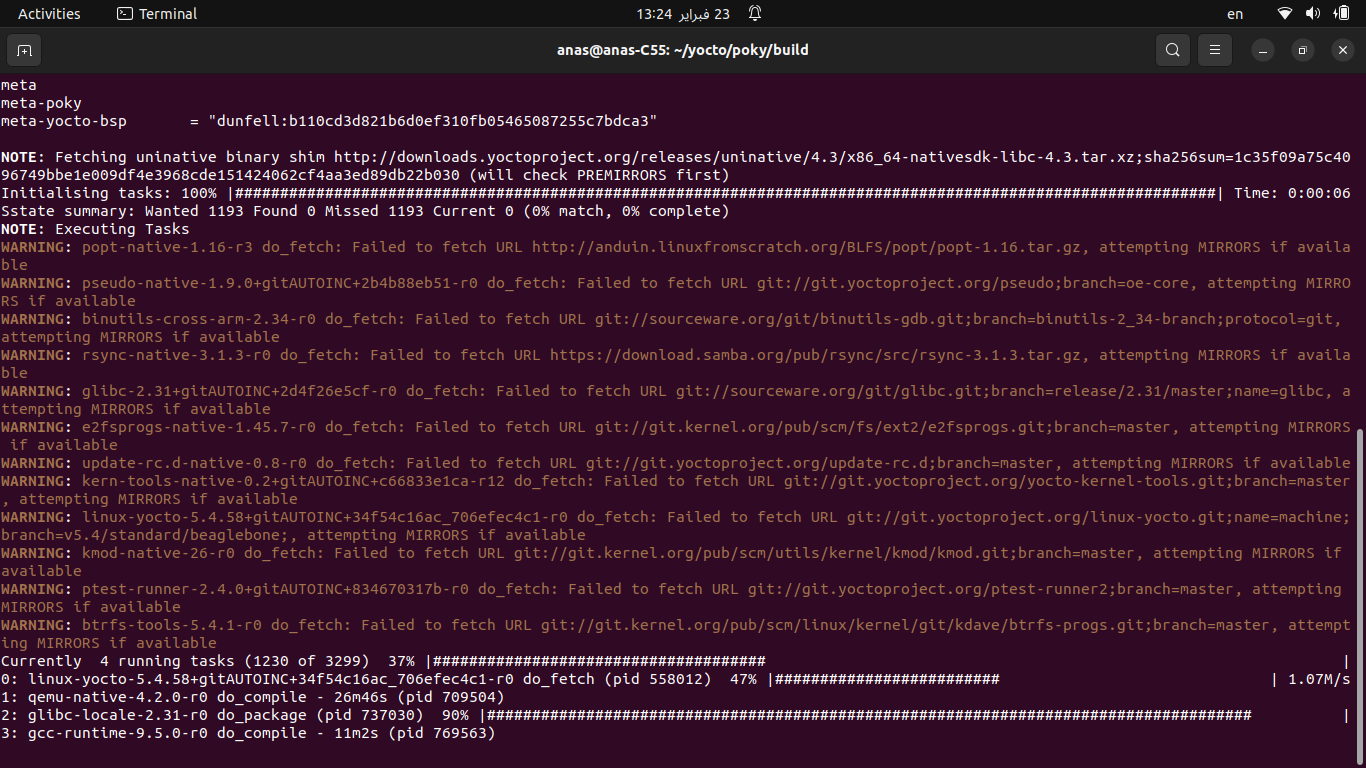 Activities Terminal 23 فبراير 13:24 en
anas@anas-C55: ~/yocto/poky/build
meta
meta-poky
meta-yocto-bsp       = "dunfell:b110cd3d821b6d0ef310fb05465087255c7bdca3"
NOTE: Fetching uninative binary shim http://downloads.yoctoproject.org/releases/uninative/4.3/x86_64-nativesdk-libc-4.3.tar.xz;sha256sum=1c35f09a75c40
96749bbe1e009df4e3968cde151424062cf4aa3ed89db22b030 (will check PREMIRRORS first)
Initialising tasks: 100% |#############################################################################################################| Time: 0:00:06
Sstate summary: Wanted 1193 Found 0 Missed 1193 Current 0 (0% match, 0% complete)
NOTE: Executing Tasks
WARNING: popt-native-1.16-r3 do_fetch: Failed to fetch URL http://anduin.linuxfromscratch.org/BLFS/popt/popt-1.16.tar.gz, attempting MIRRORS if availa
ble
WARNING: pseudo-native-1.9.0+gitAUTOINC+2b4b88eb51-r0 do_fetch: Failed to fetch URL git://git.yoctoproject.org/pseudo;branch=oe-core, attempting MIRRO
RS if available
WARNING: binutils-cross-arm-2.34-r0 do_fetch: Failed to fetch URL git://sourceware.org/git/binutils-gdb.git;branch=binutils-2_34-branch;protocol=git,
attempting MIRRORS if available
WARNING: rsync-native-3.1.3-r0 do_fetch: Failed to fetch URL https://download.samba.org/pub/rsync/src/rsync-3.1.3.tar.gz, attempting MIRRORS if availa
ble
WARNING: glibc-2.31+gitAUTOINC+2d4f26e5cf-r0 do_fetch: Failed to fetch URL git://sourceware.org/git/glibc.git;branch=release/2.31/master;name=glibc, a
ttempting MIRRORS if available
WARNING: e2fsprogs-native-1.45.7-r0 do_fetch: Failed to fetch URL git://git.kernel.org/pub/scm/fs/ext2/e2fsprogs.git;branch=master, attempting MIRRORS
 if available
WARNING: update-rc.d-native-0.8-r0 do_fetch: Failed to fetch URL git://git.yoctoproject.org/update-rc.d;branch=master, attempting MIRRORS if available
WARNING: kern-tools-native-0.2+gitAUTOINC+c66833e1ca-r12 do_fetch: Failed to fetch URL git://git.yoctoproject.org/yocto-kernel-tools.git;branch=master
, attempting MIRRORS if available
WARNING: linux-yocto-5.4.58+gitAUTOINC+34f54c16ac_706efec4c1-r0 do_fetch: Failed to fetch URL git://git.yoctoproject.org/linux-yocto.git;name=machine;
branch=v5.4/standard/beaglebone;, attempting MIRRORS if available
WARNING: kmod-native-26-r0 do_fetch: Failed to fetch URL git://git.kernel.org/pub/scm/utils/kernel/kmod/kmod.git;branch=master, attempting MIRRORS if
available
WARNING: ptest-runner-2.4.0+gitAUTOINC+834670317b-r0 do_fetch: Failed to fetch URL git://git.yoctoproject.org/ptest-runner2;branch=master, attempting
MIRRORS if available
WARNING: btrfs-tools-5.4.1-r0 do_fetch: Failed to fetch URL git://git.kernel.org/pub/scm/linux/kernel/git/kdave/btrfs-progs.git;branch=master, attempt
ing MIRRORS if available
Currently  4 running tasks (1230 of 3299)  37% |#####################################                                                                |
0: linux-yocto-5.4.58+gitAUTOINC+34f54c16ac_706efec4c1-r0 do_fetch (pid 558012)  47% |#########################                              | 1.07M/s
1: qemu-native-4.2.0-r0 do_compile - 26m46s (pid 709504)
2: glibc-locale-2.31-r0 do_package (pid 737030)  90% |#####################################################################################          |
3: gcc-runtime-9.5.0-r0 do_compile - 11m2s (pid 769563)